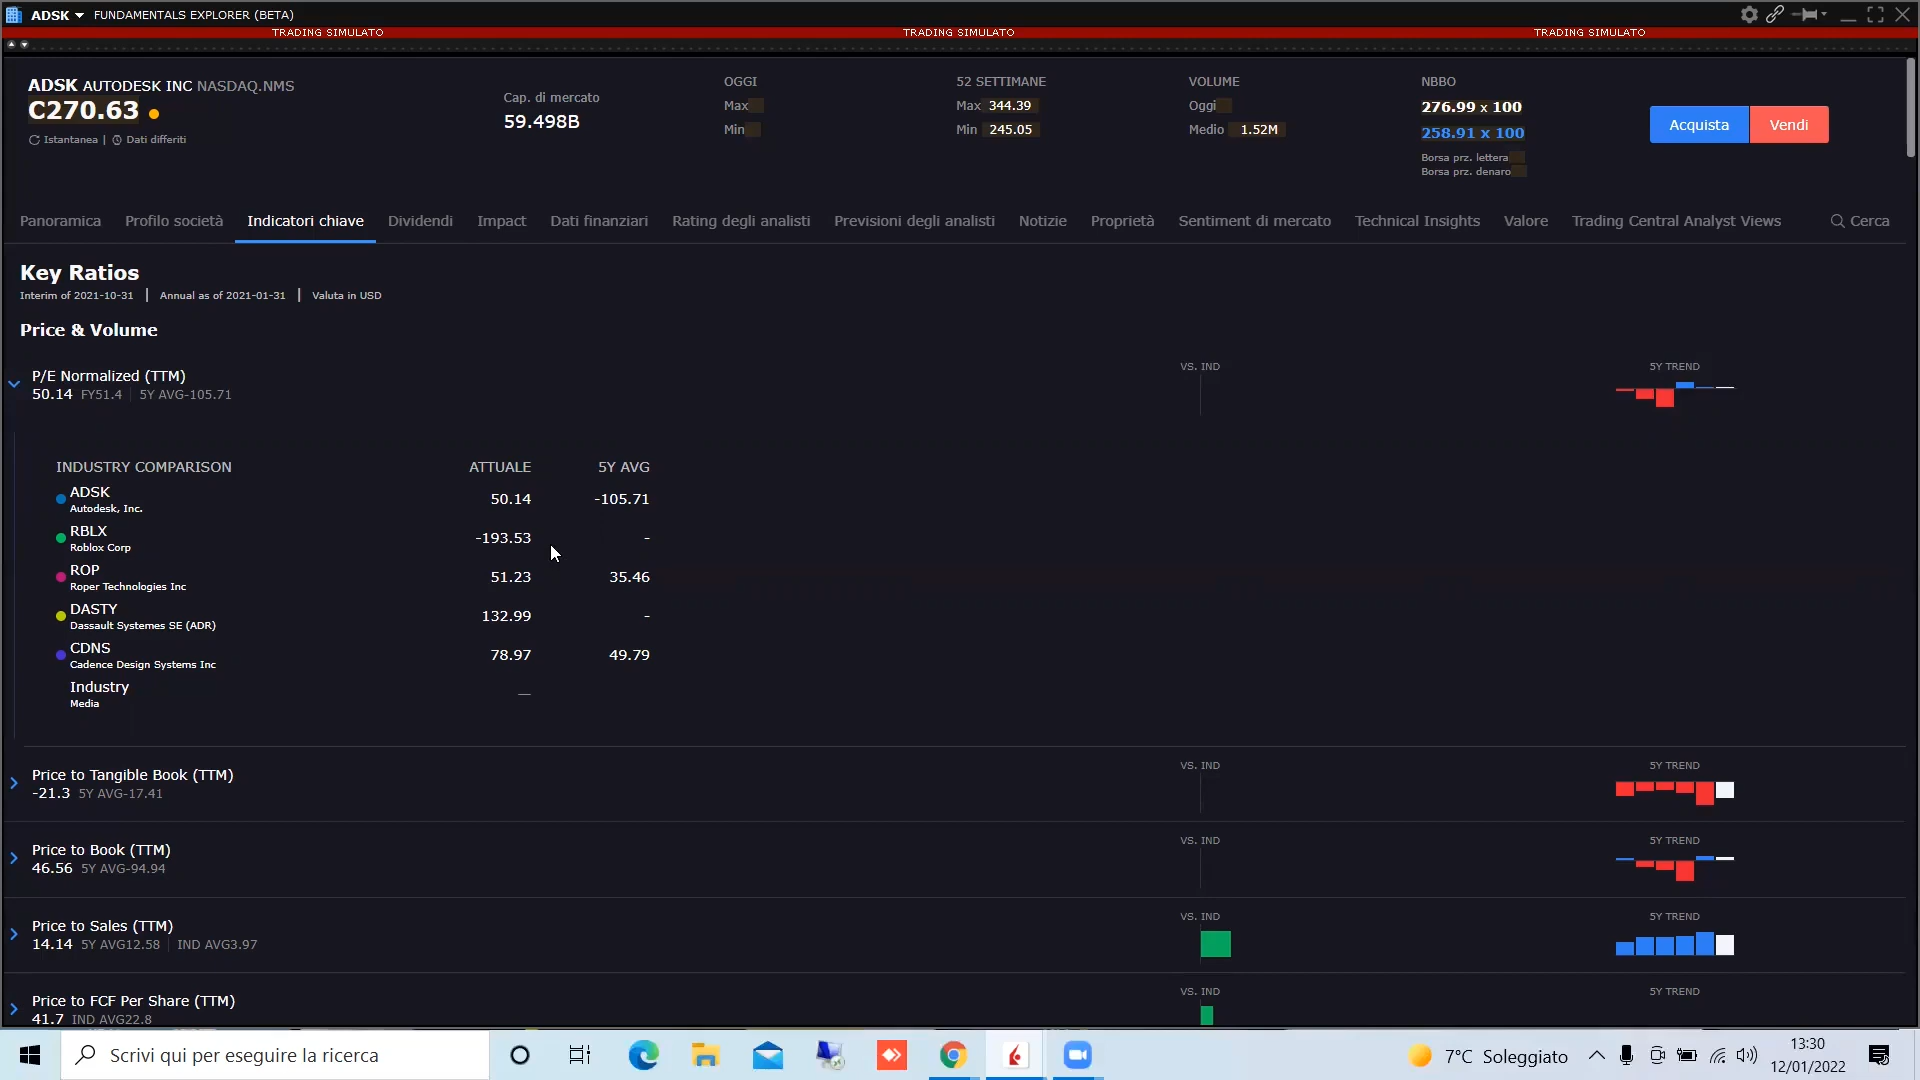 ADSK FUNDAMENTALS EXPLORER (BETA)
TRADING SIMULATO TRADING SIMULATO TRADING SIMULATO
ADSK AUTODESK INC NASDAQ.NMS
C270.63
Istantanea | Dati differiti
Cap. di mercato
59.498B
OGGI
Max
Min
52 SETTIMANE
Max 344.39
Min 245.05
VOLUME
Oggi
Medio 1.52M
NBBO
276.99 x 100
258.91 x 100
Borsa prz. lettera
Borsa prz. denaro
Acquista Vendi
Panoramica Profilo società Indicatori chiave Dividendi Impact Dati finanziari Rating degli analisti Previsioni degli analisti Notizie Proprietà Sentiment di mercato Technical Insights Valore Trading Central Analyst Views Cerca
Key Ratios
Interim of 2021-10-31 | Annual as of 2021-01-31 | Valuta in USD
Price & Volume
P/E Normalized (TTM) VS. IND 5Y TREND
50.14 FY51.4 | 5Y AVG-105.71
INDUSTRY COMPARISON ATTUALE 5Y AVG
ADSK 50.14 -105.71
Autodesk, Inc.
RBLX -193.53 -
Roblox Corp
ROP 51.23 35.46
Roper Technologies Inc
DASTY 132.99 -
Dassault Systemes SE (ADR)
CDNS 78.97 49.79
Cadence Design Systems Inc
Industry —
Media
Price to Tangible Book (TTM) VS. IND 5Y TREND
-21.3 5Y AVG-17.41
Price to Book (TTM) VS. IND 5Y TREND
46.56 5Y AVG-94.94
Price to Sales (TTM) VS. IND 5Y TREND
14.14 5Y AVG12.58 | IND AVG3.97
Price to FCF Per Share (TTM) VS. IND 5Y TREND
41.7 IND AVG22.8
Scrivi qui per eseguire la ricerca
7°C Soleggiato
13:30
12/01/2022